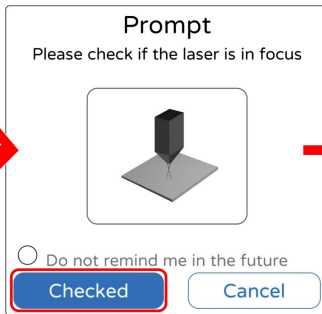 Prompt
Please check if the laser is in focus
Do not remind me in the future
Checked
Cancel